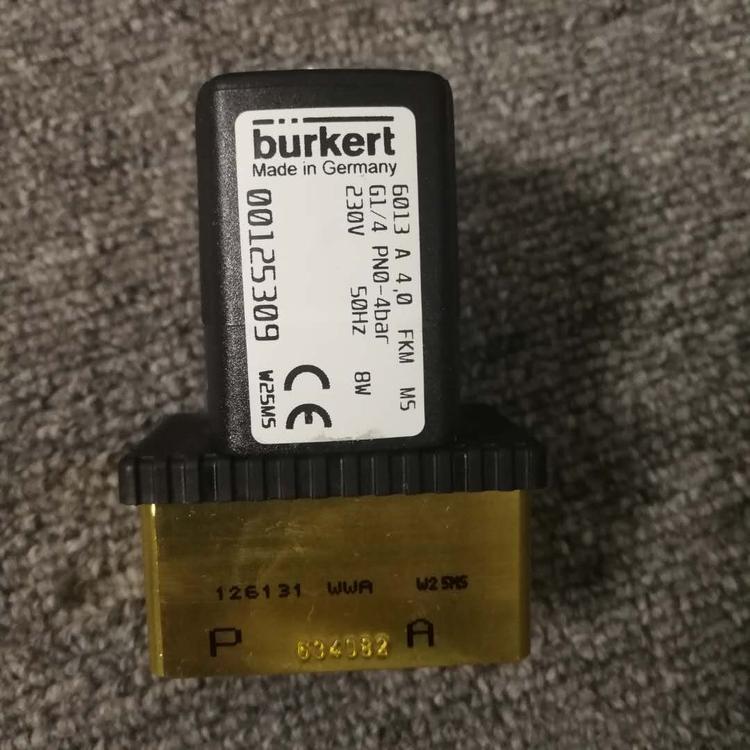 bürkert
Made in Germany
6013 A 4,0 FKM MS
G1/4 PN0-4bar
230V 50Hz 8W
00125309
CE W25MS
126131 WWA W25MS
P 634082 A